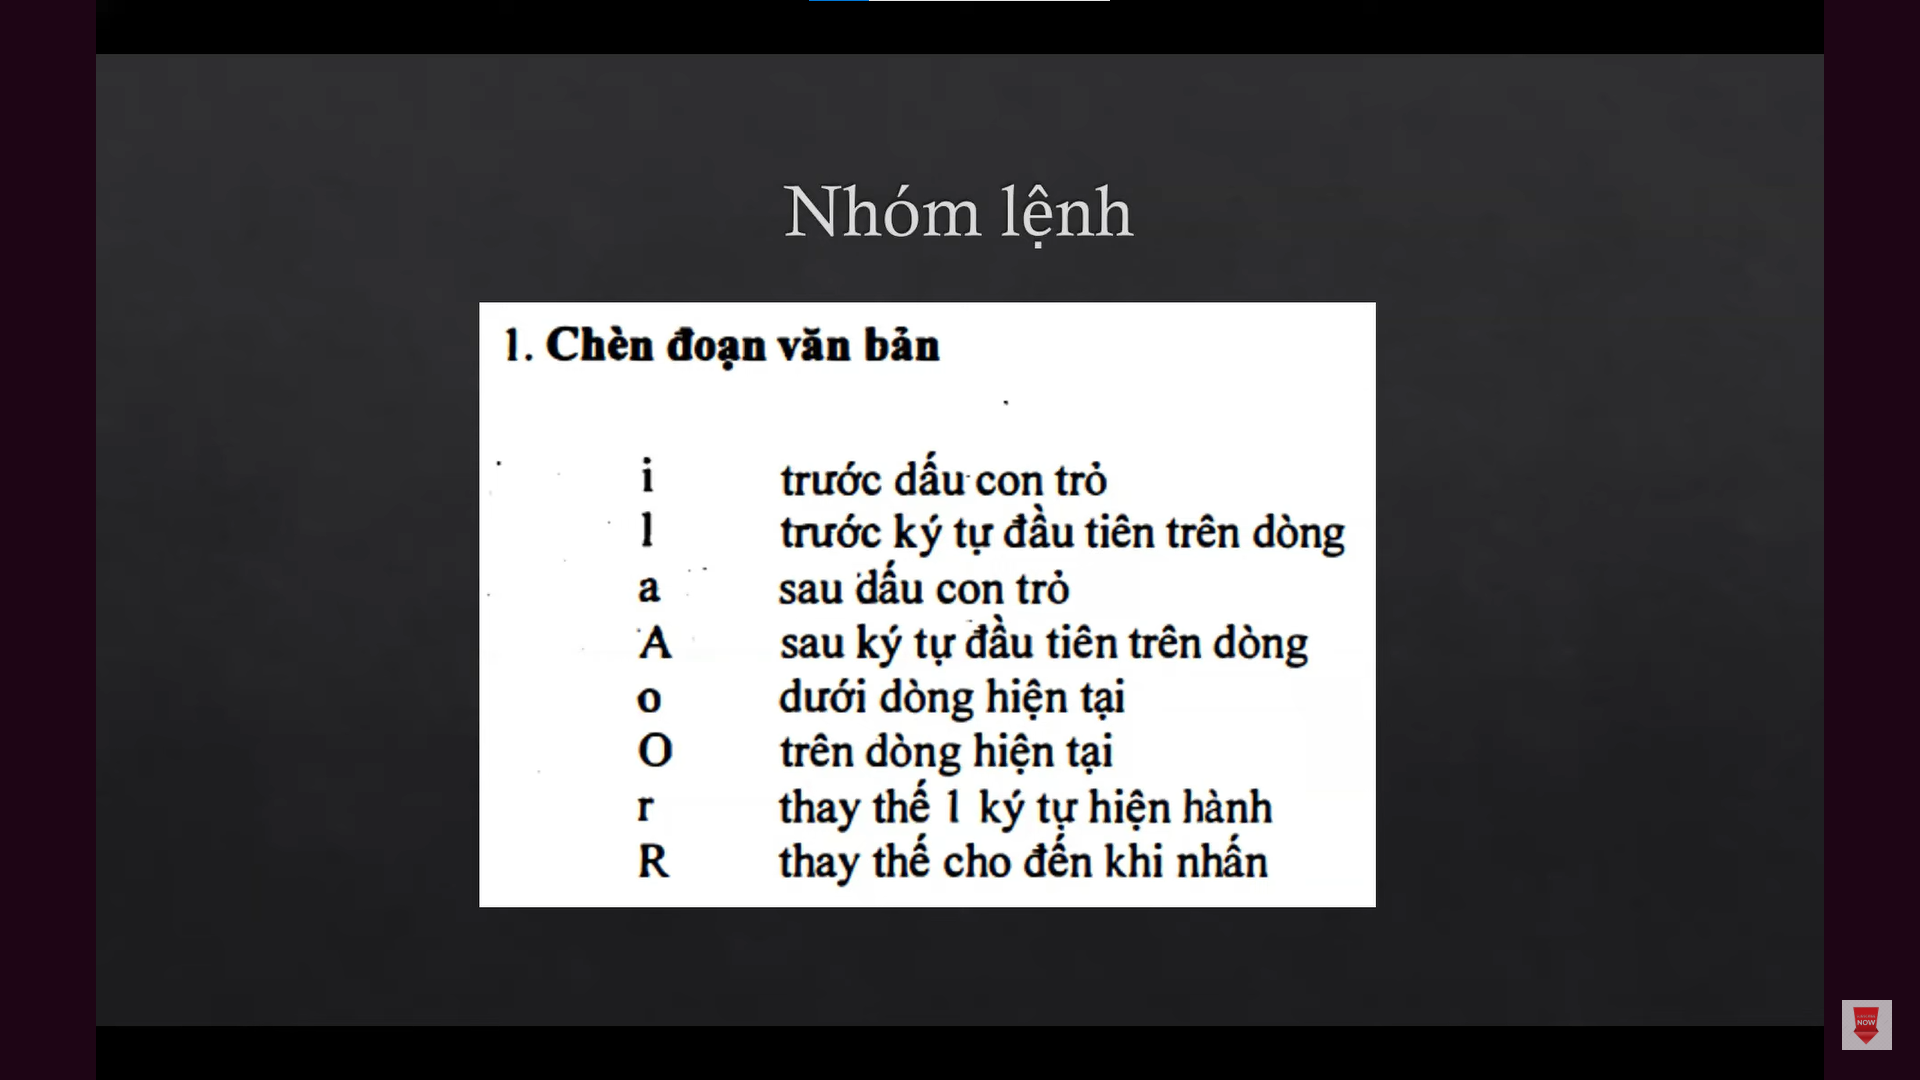 Nhóm lệnh
1. Chèn đoạn văn bản
i trước dấu con trỏ
l trước ký tự đầu tiên trên dòng
a sau dấu con trỏ
A sau ký tự đầu tiên trên dòng
o dưới dòng hiện tại
O trên dòng hiện tại
r thay thế 1 ký tự hiện hành
R thay thế cho đến khi nhấn
NOW